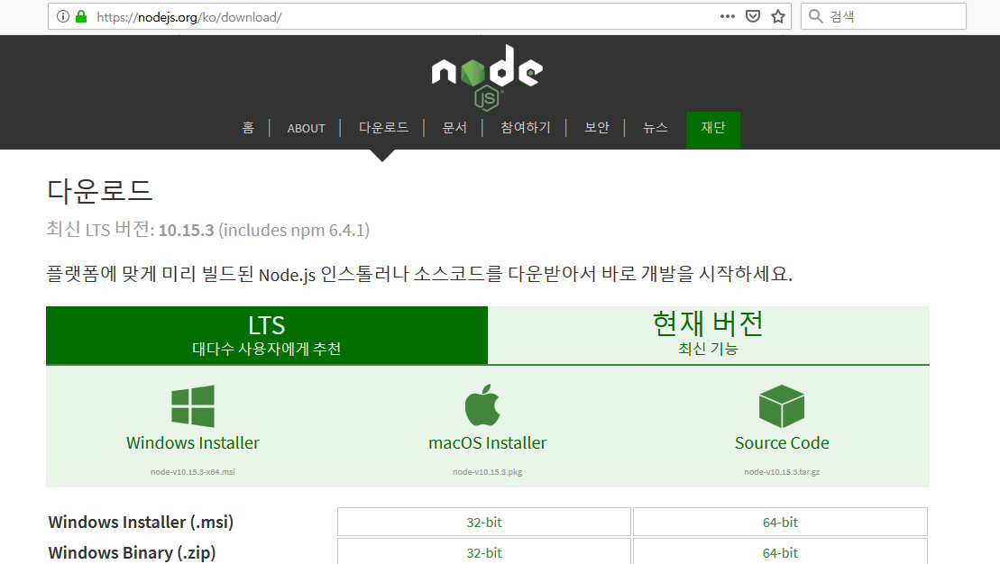 https://nodejs.org/ko/download/
검색
node
JS
홈 | ABOUT | 다운로드 | 문서 | 참여하기 | 보안 | 뉴스 재단
다운로드
최신 LTS 버전: 10.15.3 (includes npm 6.4.1)
플랫폼에 맞게 미리 빌드된 Node.js 인스톨러나 소스코드를 다운받아서 바로 개발을 시작하세요.
LTS
대다수 사용자에게 추천
현재 버전
최신 기능
Windows Installer
node-v10.15.3-x64.msi
macOS Installer
node-v10.15.3.pkg
Source Code
node-v10.15.3.tar.gz
Windows Installer (.msi) 32-bit 64-bit
Windows Binary (.zip) 32-bit 64-bit